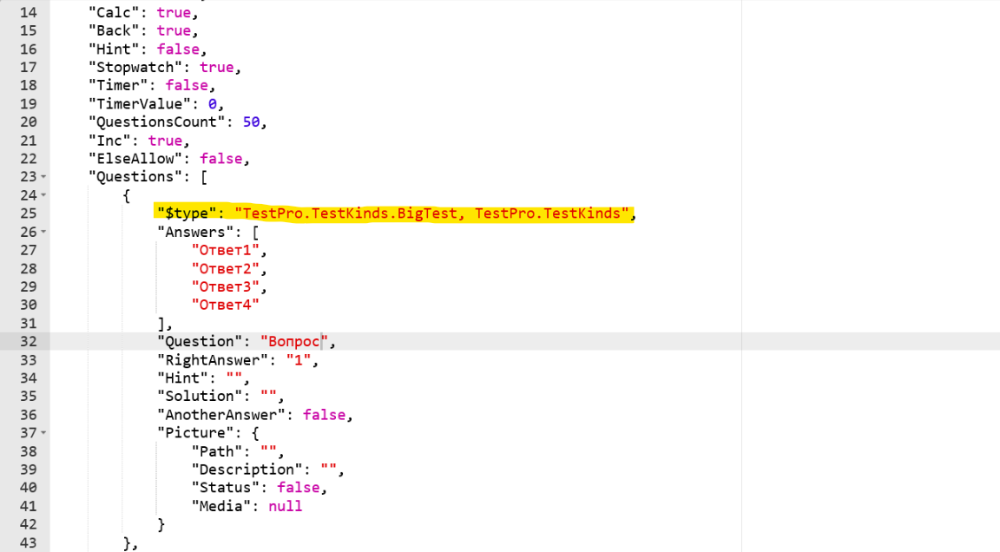 14 "Calc": true,
15 "Back": true,
16 "Hint": false,
17 "Stopwatch": true,
18 "Timer": false,
19 "TimerValue": 0,
20 "QuestionsCount": 50,
21 "Inc": true,
22 "ElseAllow": false,
23 "Questions": [
24 {
25 "$type": "TestPro.TestKinds.BigTest, TestPro.TestKinds",
26 "Answers": [
27 "Ответ1",
28 "Ответ2",
29 "Ответ3",
30 "Ответ4"
31 ],
32 "Question": "Вопрос",
33 "RightAnswer": "1",
34 "Hint": "",
35 "Solution": "",
36 "AnotherAnswer": false,
37 "Picture": {
38 "Path": "",
39 "Description": "",
40 "Status": false,
41 "Media": null
42 }
43 },